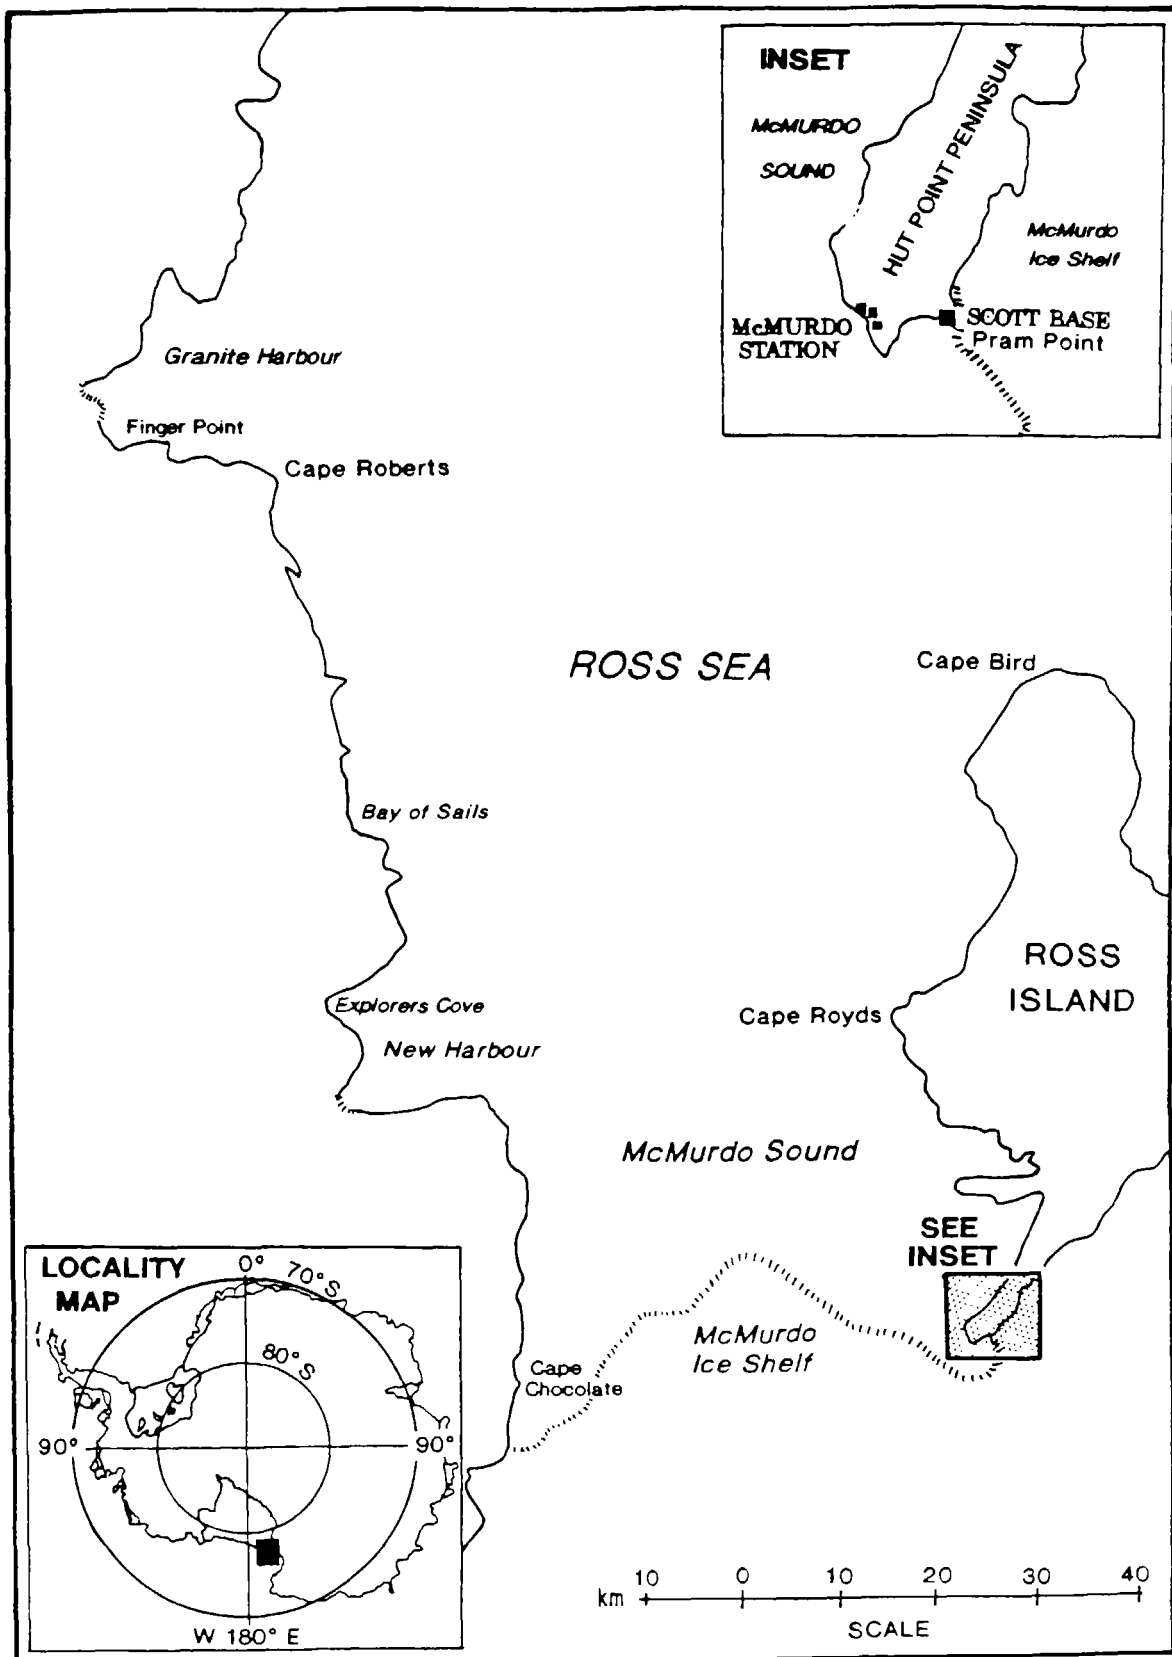 INSET
McMURDO
SOUND
HUT POINT PENINSULA
McMurdo
Ice Shelf
McMURDO
STATION
SCOTT BASE
Pram Point
Granite Harbour
Finger Point
Cape Roberts
ROSS SEA
Cape Bird
Bay of Sails
ROSS
ISLAND
Explorers Cove
Cape Royds
New Harbour
McMurdo Sound
SEE
INSET
LOCALITY
MAP
0°
70°S
80°S
90°
90°
W 180° E
McMurdo
Ice Shelf
Cape
Chocolate
10 0 10 20 30 40
km
SCALE